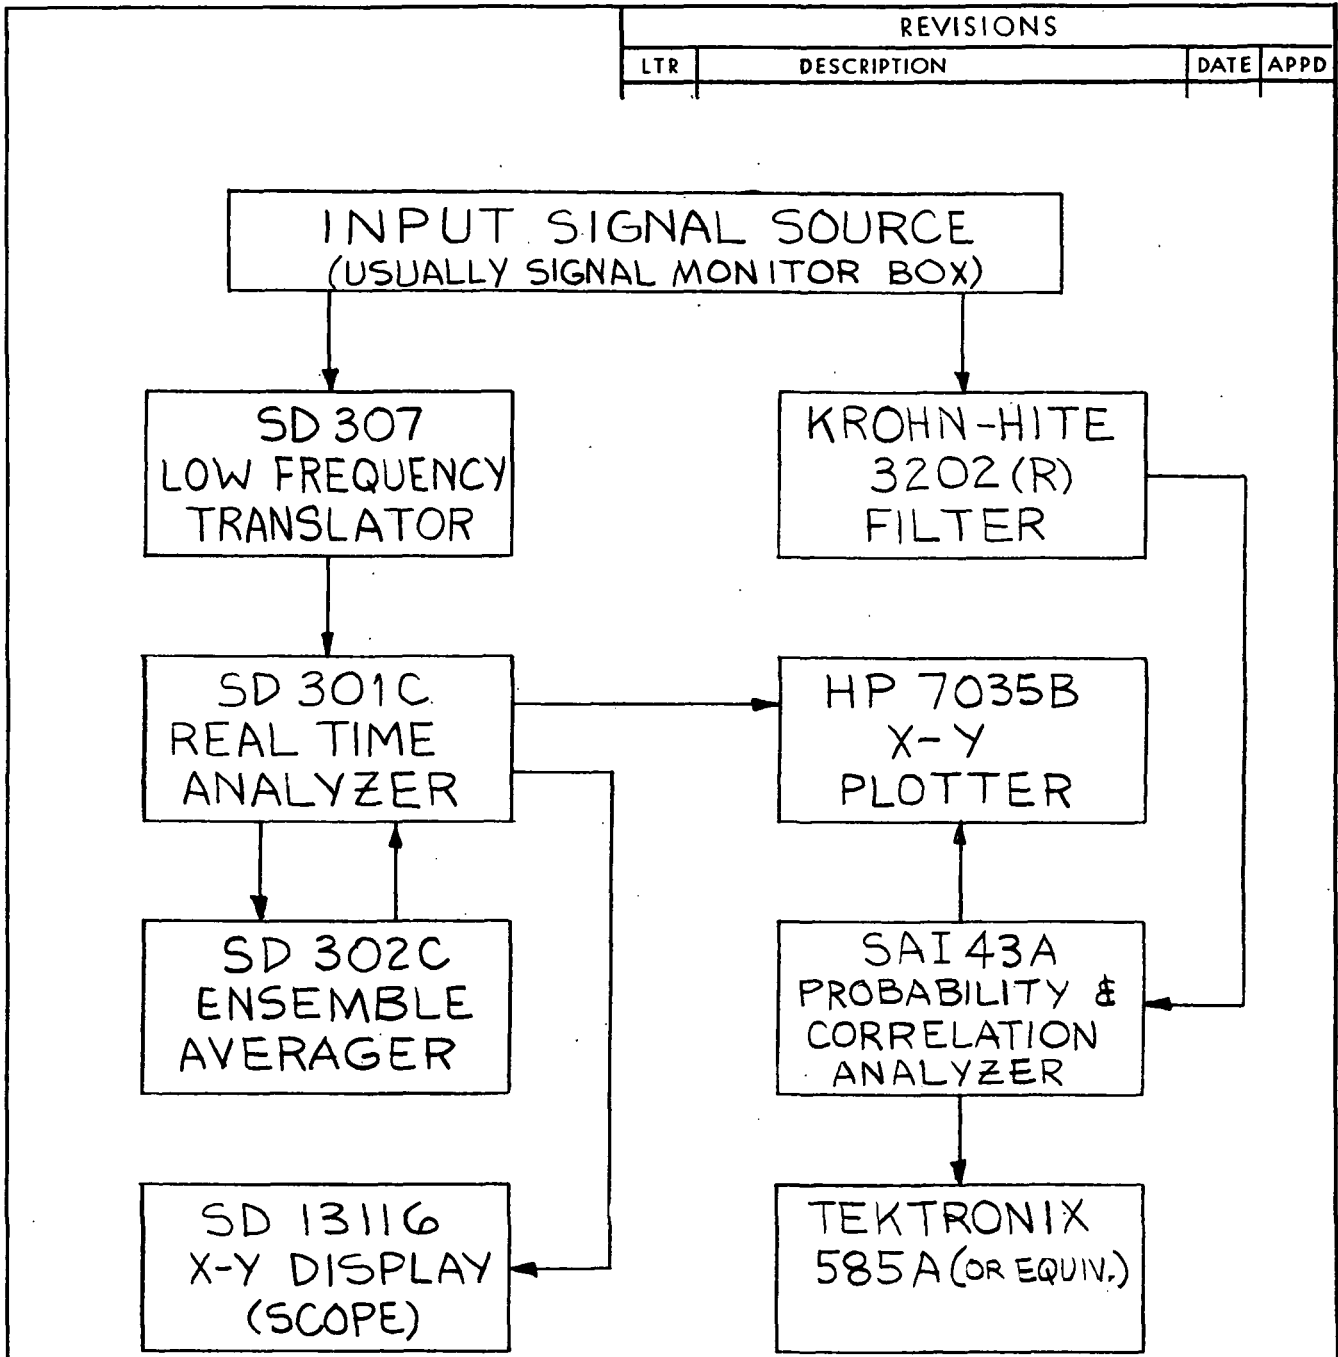 REVISIONS
LTR DESCRIPTION DATE APPD
INPUT SIGNAL SOURCE
(USUALLY SIGNAL MONITOR BOX)
SD 307
LOW FREQUENCY
TRANSLATOR
KROHN-HITE
3202 (R)
FILTER
SD 301C
REAL TIME
ANALYZER
HP 7035B
X-Y
PLOTTER
SD 302C
ENSEMBLE
AVERAGER
SAI 43A
PROBABILITY &
CORRELATION
ANALYZER
SD 13116
X-Y DISPLAY
(SCOPE)
TEKTRONIX
585A (OR EQUIV.)